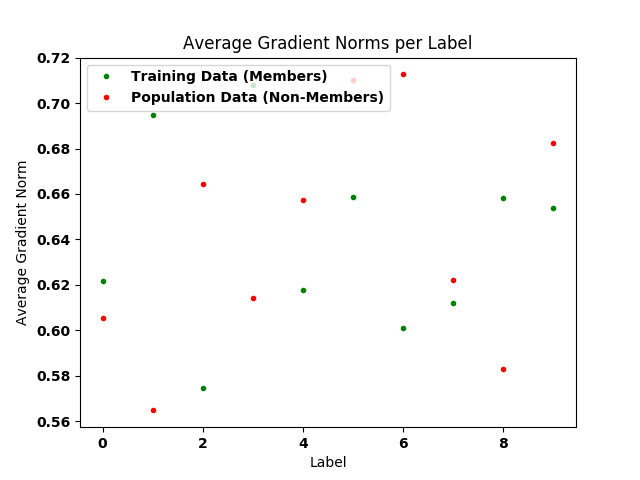 Average Gradient Norms per Label
Training Data (Members)
Population Data (Non-Members)
0.72
0.70
0.68
0.66
0.64
0.62
0.60
0.58
0.56
Average Gradient Norm
0 2 4 6 8
Label